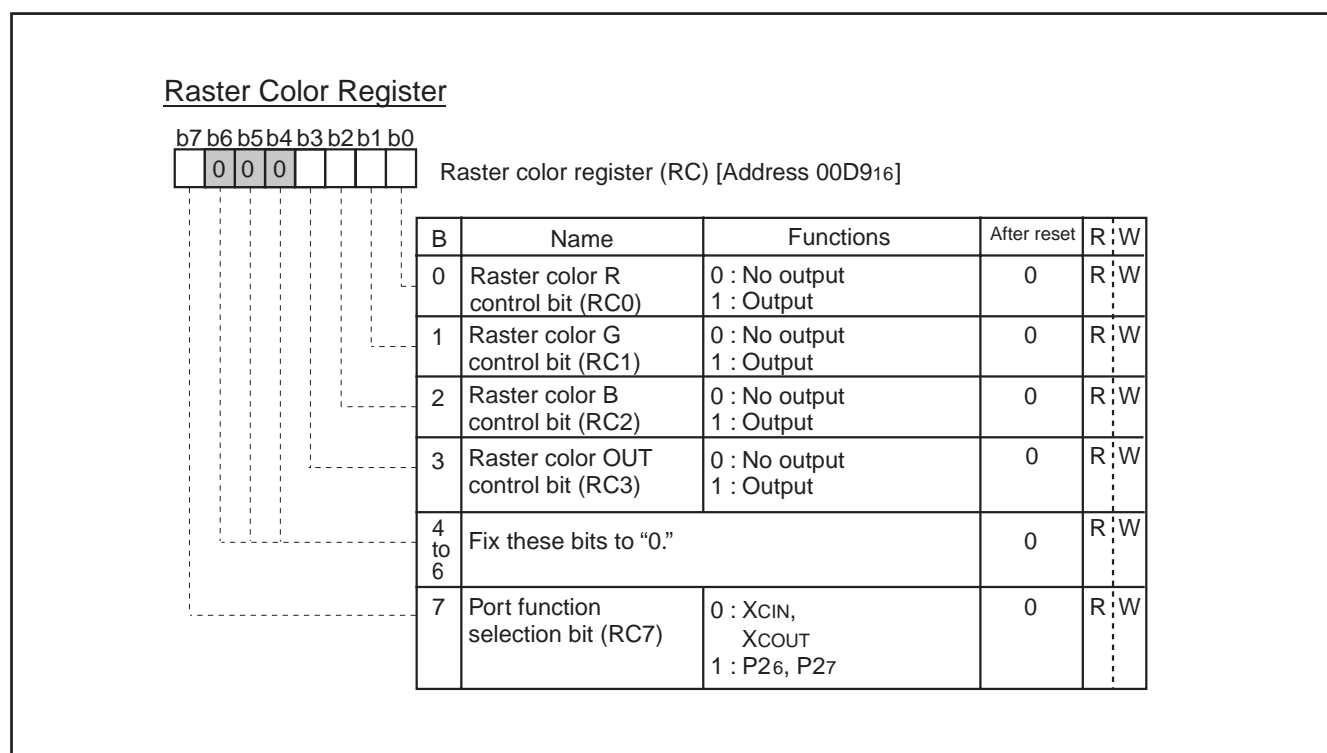 Raster Color Register
b7 b6 b5 b4 b3 b2 b1 b0
0 0 0
Raster color register (RC) [Address 00D916]
B Name Functions After reset R W
0 Raster color R control bit (RC0) 0 : No output 1 : Output 0 R W
1 Raster color G control bit (RC1) 0 : No output 1 : Output 0 R W
2 Raster color B control bit (RC2) 0 : No output 1 : Output 0 R W
3 Raster color OUT control bit (RC3) 0 : No output 1 : Output 0 R W
4 to 6 Fix these bits to “0.” 0 R W
7 Port function selection bit (RC7) 0 : XCIN, XCOUT 1 : P26, P27 0 R W